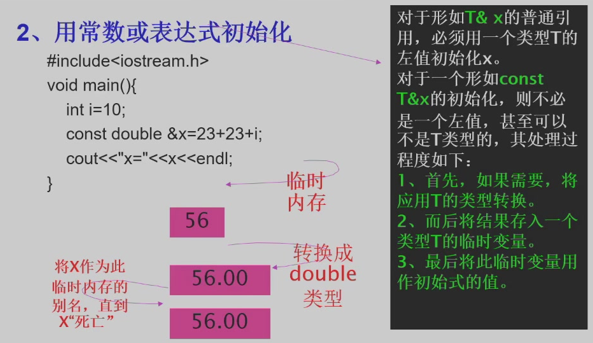 2、用常数或表达式初始化
#include<iostream.h>
void main(){
int i=10;
const double &x=23+23+i;
cout<<"x="<<x<<endl;
}
临时
内存
56
转换成
double
类型
将X作为此
临时内存的
别名，直到
X“死亡”
56.00
56.00
对于形如T& x的普通引
用，必须用一个类型T的
左值初始化x。
对于一个形如const
T&x的初始化，则不必
是一个左值，甚至可以
不是T类型的，其处理过
程度如下：
1、首先，如果需要，将
应用T的类型转换。
2、而后将结果存入一个
类型T的临时变量。
3、最后将此临时变量用
作初始式的值。